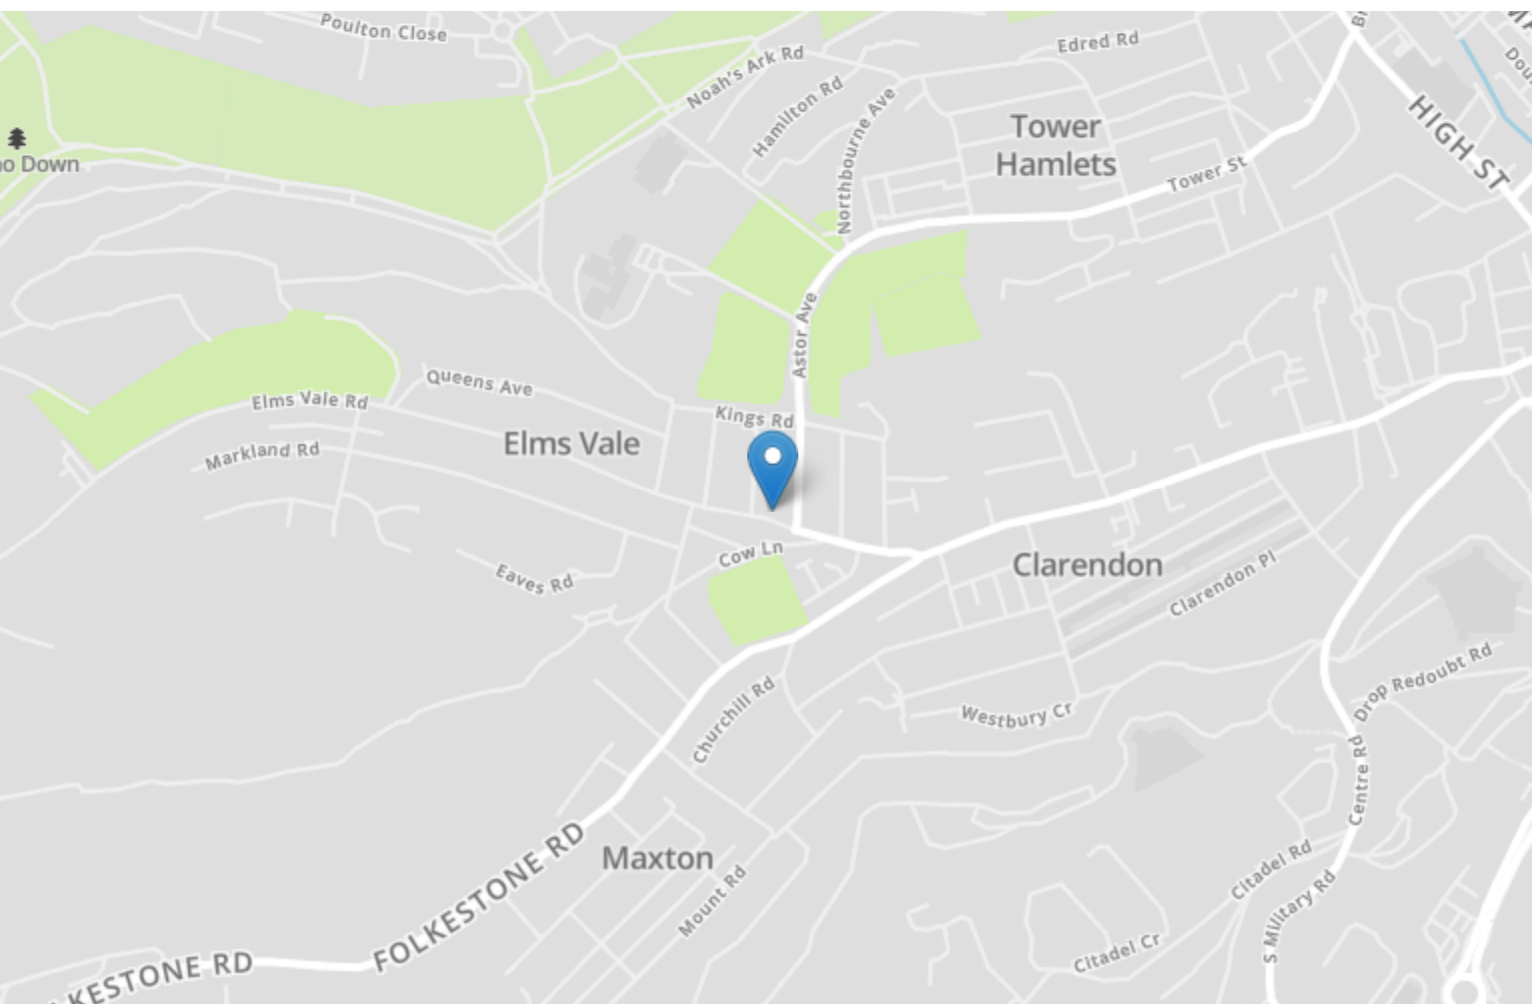 Poulton Close
Noah's Ark Rd
Edred Rd
Hamilton Rd
Northbourne Ave
Tower
Hamlets
Tower St
HIGH ST
Down
Astor Ave
Queens Ave
Elms Vale Rd
Kings Rd
Markland Rd
Elms Vale
Cow Ln
Eaves Rd
Clarendon
Clarendon Pl
Drop Redoubt Rd
Churchill Rd
Westbury Cr
Centre Rd
FOLKESTONE RD
Maxton
Mount Rd
Citadel Rd
S Military Rd
Citadel Cr
KESTONE RD